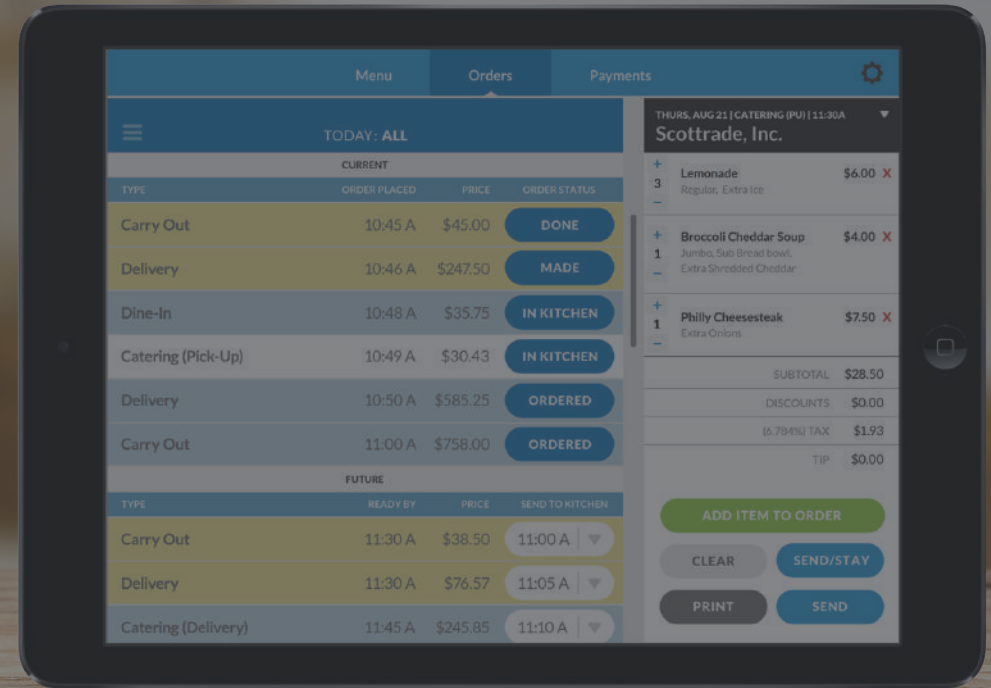 Menu Orders Payments
TODAY: ALL
CURRENT
TYPE ORDER PLACED PRICE ORDER STATUS
Carry Out 10:45 A $45.00 DONE
Delivery 10:46 A $247.50 MADE
Dine-In 10:48 A $35.75 IN KITCHEN
Catering (Pick-Up) 10:49 A $30.43 IN KITCHEN
Delivery 10:50 A $585.25 ORDERED
Carry Out 11:00 A $758.00 ORDERED
FUTURE
TYPE READY BY PRICE SEND TO KITCHEN
Carry Out 11:30 A $38.50 11:00 A
Delivery 11:30 A $76.57 11:05 A
Catering (Delivery) 11:45 A $245.85 11:10 A
THURS, AUG 21 | CATERING (PU) | 11:30A
Scottrade, Inc.
+
3 Lemonade $6.00 X
Regular, Extra Ice
–
+
Broccoli Cheddar Soup $4.00 X
1 Jumbo, Sub Bread bowl,
– Extra Shredded Cheddar
+
1 Philly Cheesesteak $7.50 X
Extra Onions
–
SUBTOTAL $28.50
DISCOUNTS $0.00
(6.784%) TAX $1.93
TIP $0.00
ADD ITEM TO ORDER
CLEAR SEND/STAY
PRINT SEND